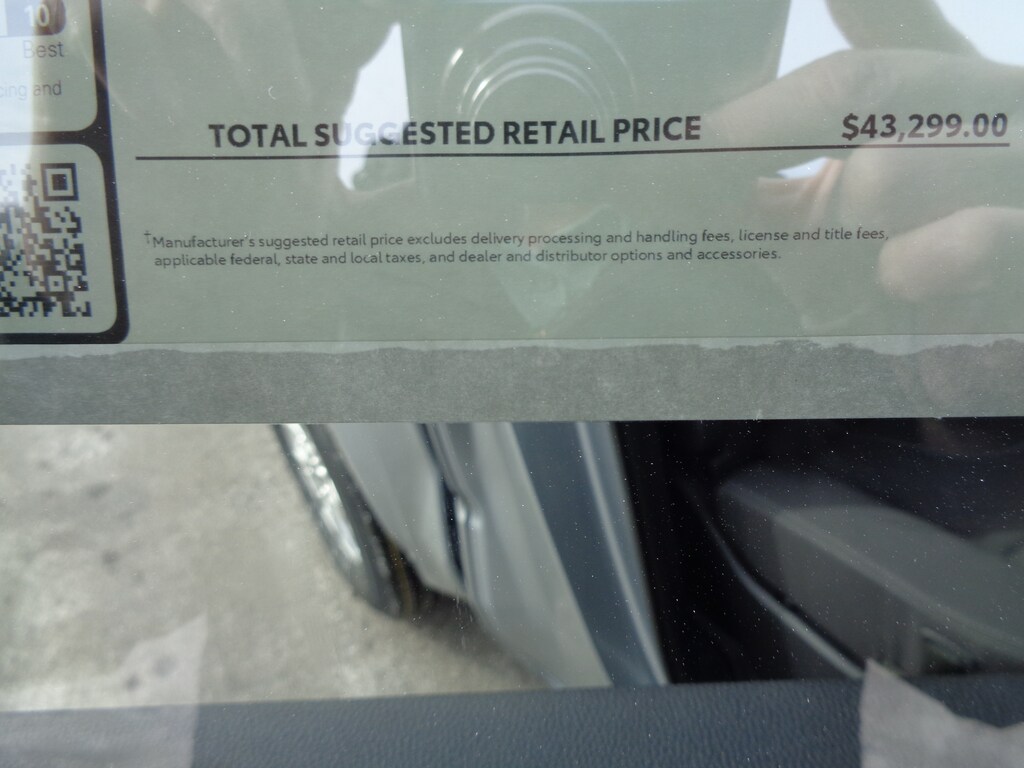 10
Best
cing and
TOTAL SUGGESTED RETAIL PRICE $43,299.00
†Manufacturer's suggested retail price excludes delivery processing and handling fees, license and title fees,
applicable federal, state and local taxes, and dealer and distributor options and accessories.